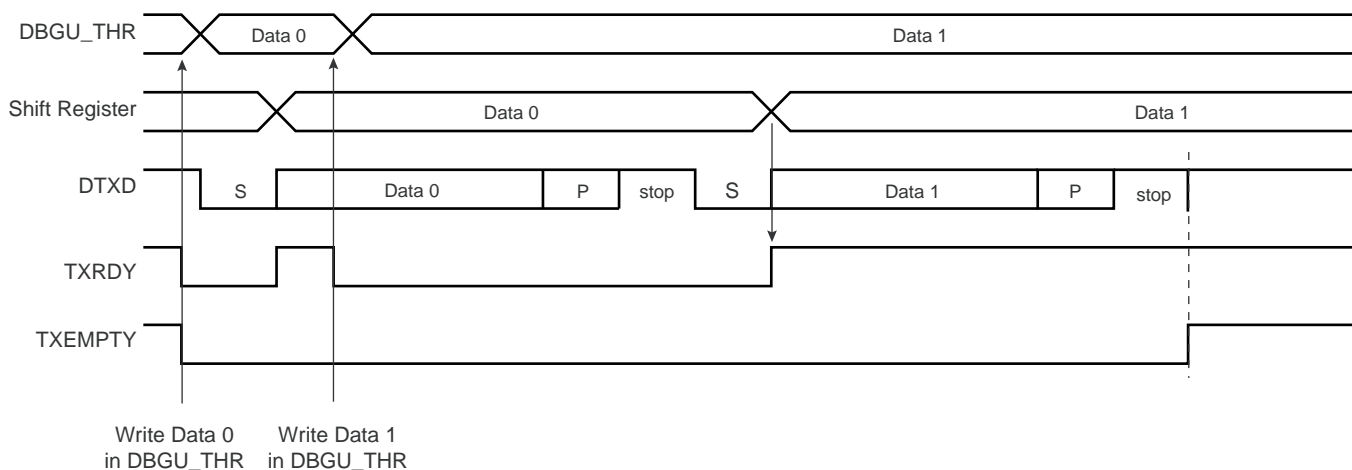 DBGU_THR
Data 0
Data 1
Shift Register
Data 0
Data 1
DTXD
S
Data 0
P
stop
S
Data 1
P
stop
TXRDY
TXEMPTY
Write Data 0
in DBGU_THR
Write Data 1
in DBGU_THR